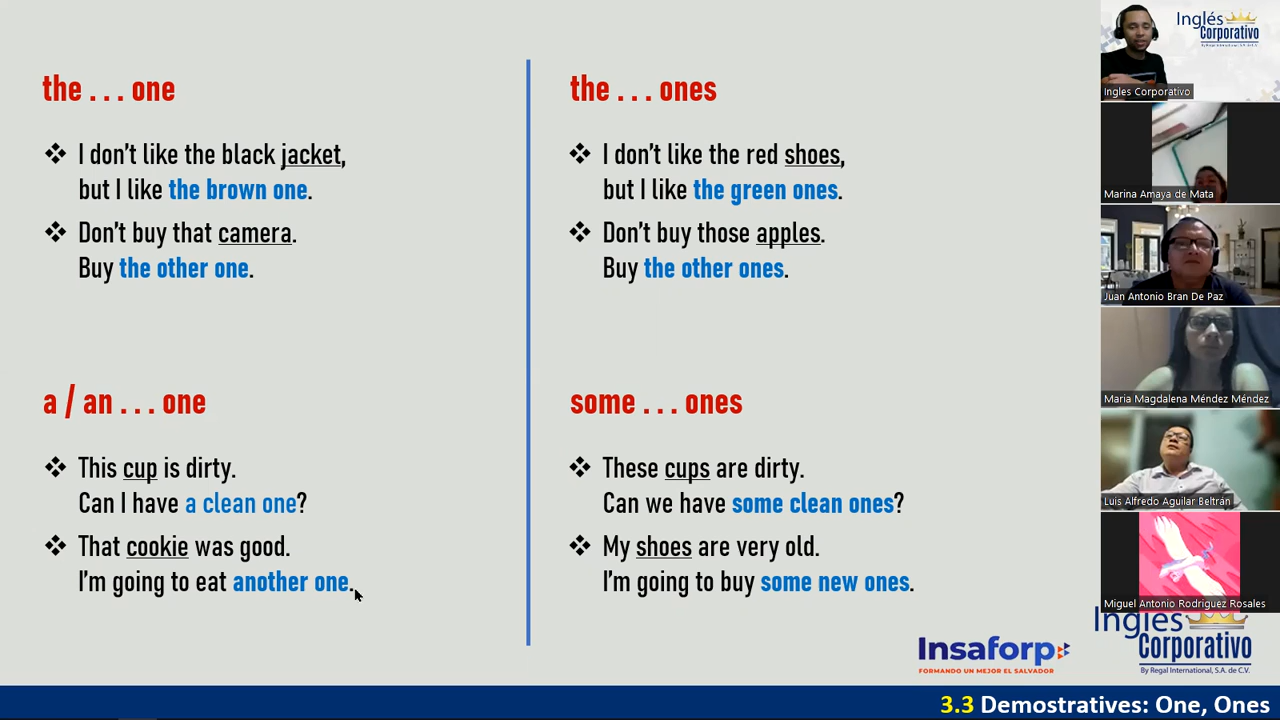 the . . . one
❖ I don't like the black jacket,
but I like the brown one.
❖ Don't buy that camera.
Buy the other one.
the . . . ones
❖ I don't like the red shoes,
but I like the green ones.
❖ Don't buy those apples.
Buy the other ones.
a / an . . . one
❖ This cup is dirty.
Can I have a clean one?
❖ That cookie was good.
I'm going to eat another one.
some . . . ones
❖ These cups are dirty.
Can we have some clean ones?
❖ My shoes are very old.
I'm going to buy some new ones.
Inglés
Corporativo
By Regal International, S.A. de C.V.
Ingles Corporativo
Marina Amaya de Mata
Juan Antonio Bran De Paz
Maria Magdalena Méndez Méndez
Luis Alfredo Aguilar Beltrán
Miguel Antonio Rodriguez Rosales
Insaforp
FORMANDO UN MEJOR EL SALVADOR
Inglés
Corporativo
By Regal International, S.A. de C.V.
3.3 Demostratives: One, Ones